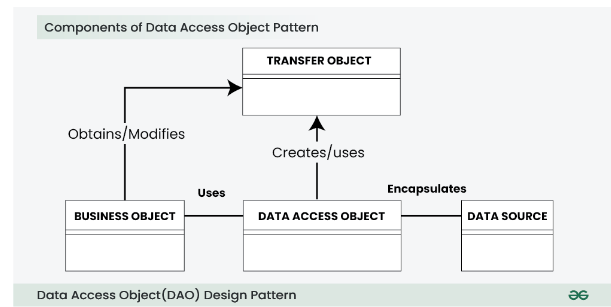 Components of Data Access Object Pattern
TRANSFER OBJECT
Obtains/Modifies
Creates/uses
Uses
Encapsulates
BUSINESS OBJECT
DATA ACCESS OBJECT
DATA SOURCE
Data Access Object(DAO) Design Pattern